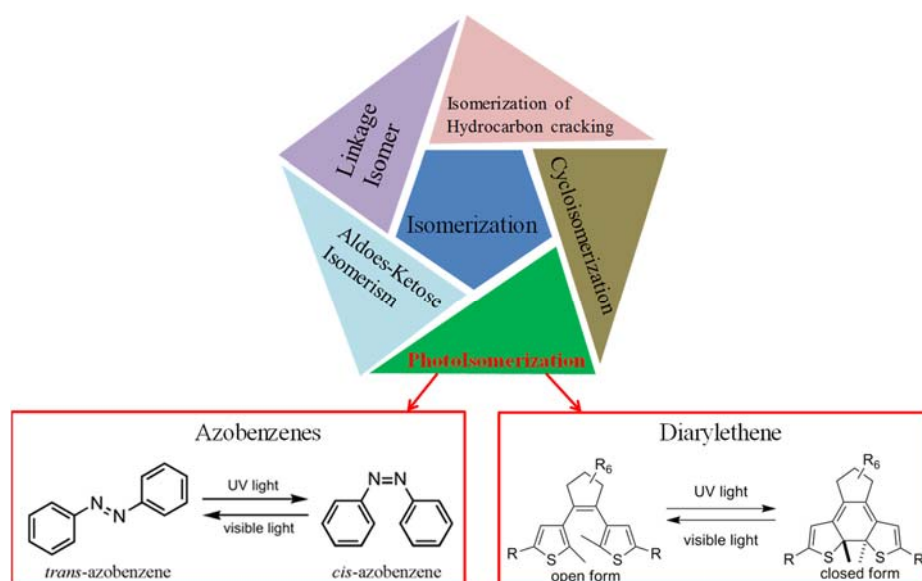 Isomerization of
Hydrocarbon cracking
Linkage
Isomer
Isomerization
Cycloisomerization
Aldoes-Ketose
Isomerism
PhotoIsomerization
Azobenzenes
N=N
UV light
visible light
N=N
trans-azobenzene
cis-azobenzene
Diarylethene
R6
R
S
S
R
open form
UV light
visible light
R6
R
S
S
R
closed form